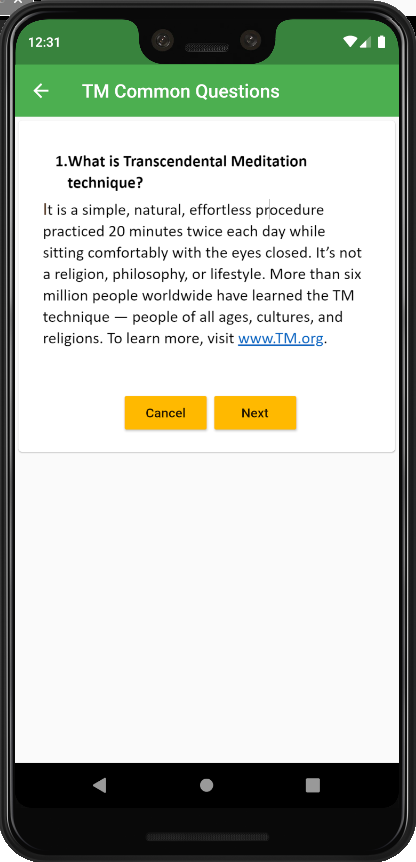 12:31
TM Common Questions
1.What is Transcendental Meditation
technique?
It is a simple, natural, effortless procedure
practiced 20 minutes twice each day while
sitting comfortably with the eyes closed. It’s not
a religion, philosophy, or lifestyle. More than six
million people worldwide have learned the TM
technique — people of all ages, cultures, and
religions. To learn more, visit www.TM.org.
Cancel Next